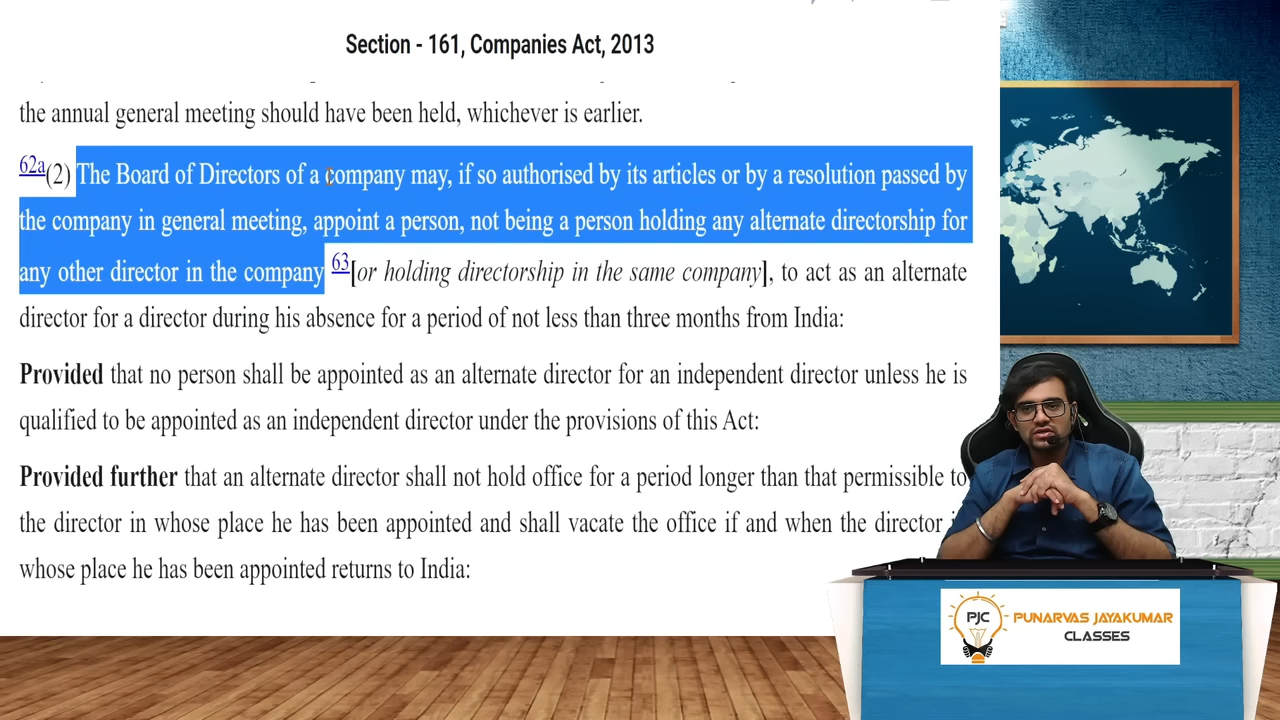 Section - 161, Companies Act, 2013
the annual general meeting should have been held, whichever is earlier.
62a(2) The Board of Directors of a company may, if so authorised by its articles or by a resolution passed by
the company in general meeting, appoint a person, not being a person holding any alternate directorship for
any other director in the company 63[or holding directorship in the same company], to act as an alternate
director for a director during his absence for a period of not less than three months from India:
Provided that no person shall be appointed as an alternate director for an independent director unless he is
qualified to be appointed as an independent director under the provisions of this Act:
Provided further that an alternate director shall not hold office for a period longer than that permissible to
the director in whose place he has been appointed and shall vacate the office if and when the director
whose place he has been appointed returns to India:
PJC
PUNARVAS JAYAKUMAR
CLASSES